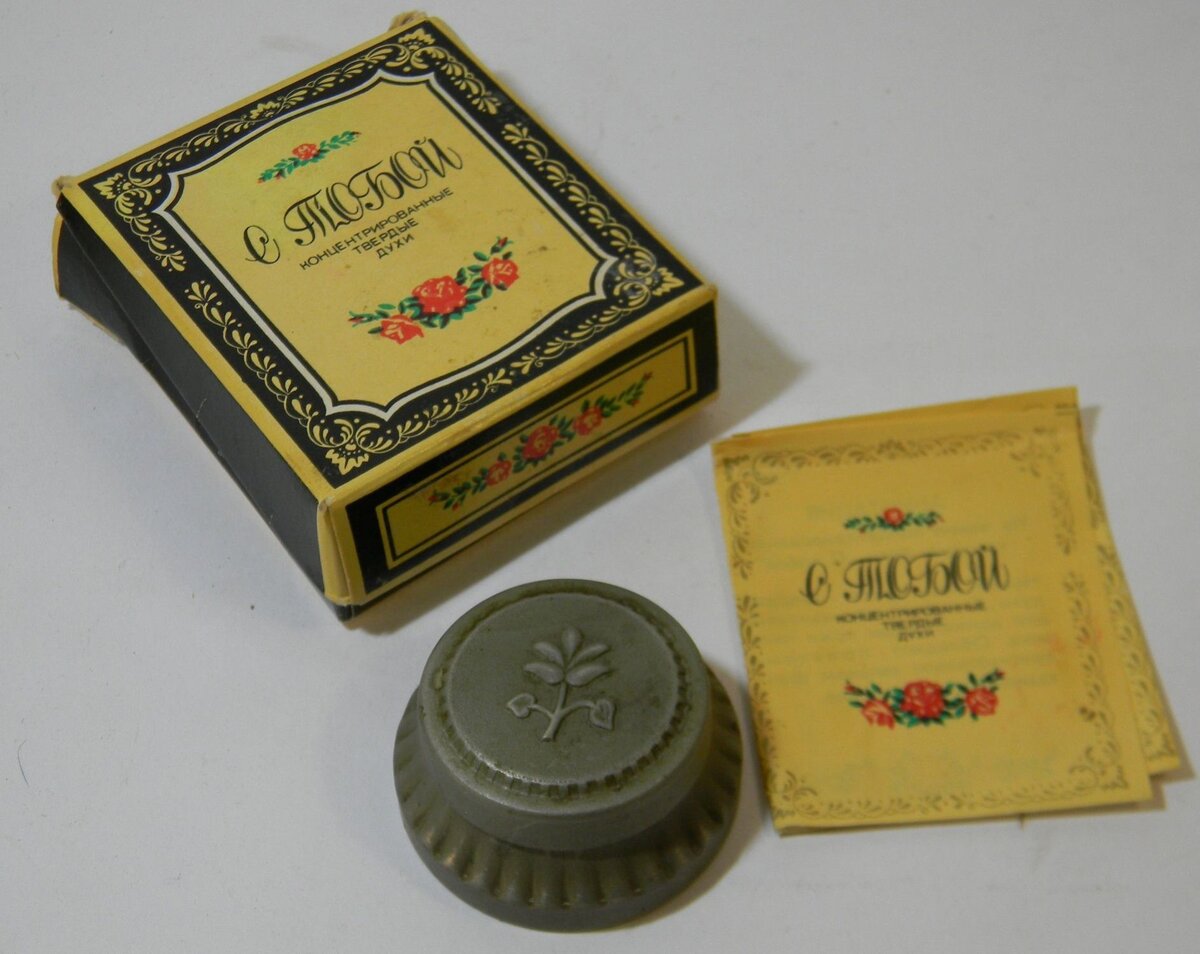 С ТОБОЙ
КОНЦЕНТРИРОВАННЫЕ
ТВЕРДЫЕ
ДУХИ
С ТОБОЙ
КОНЦЕНТРИРОВАННЫЕ
ТВЕРДЫЕ
ДУХИ